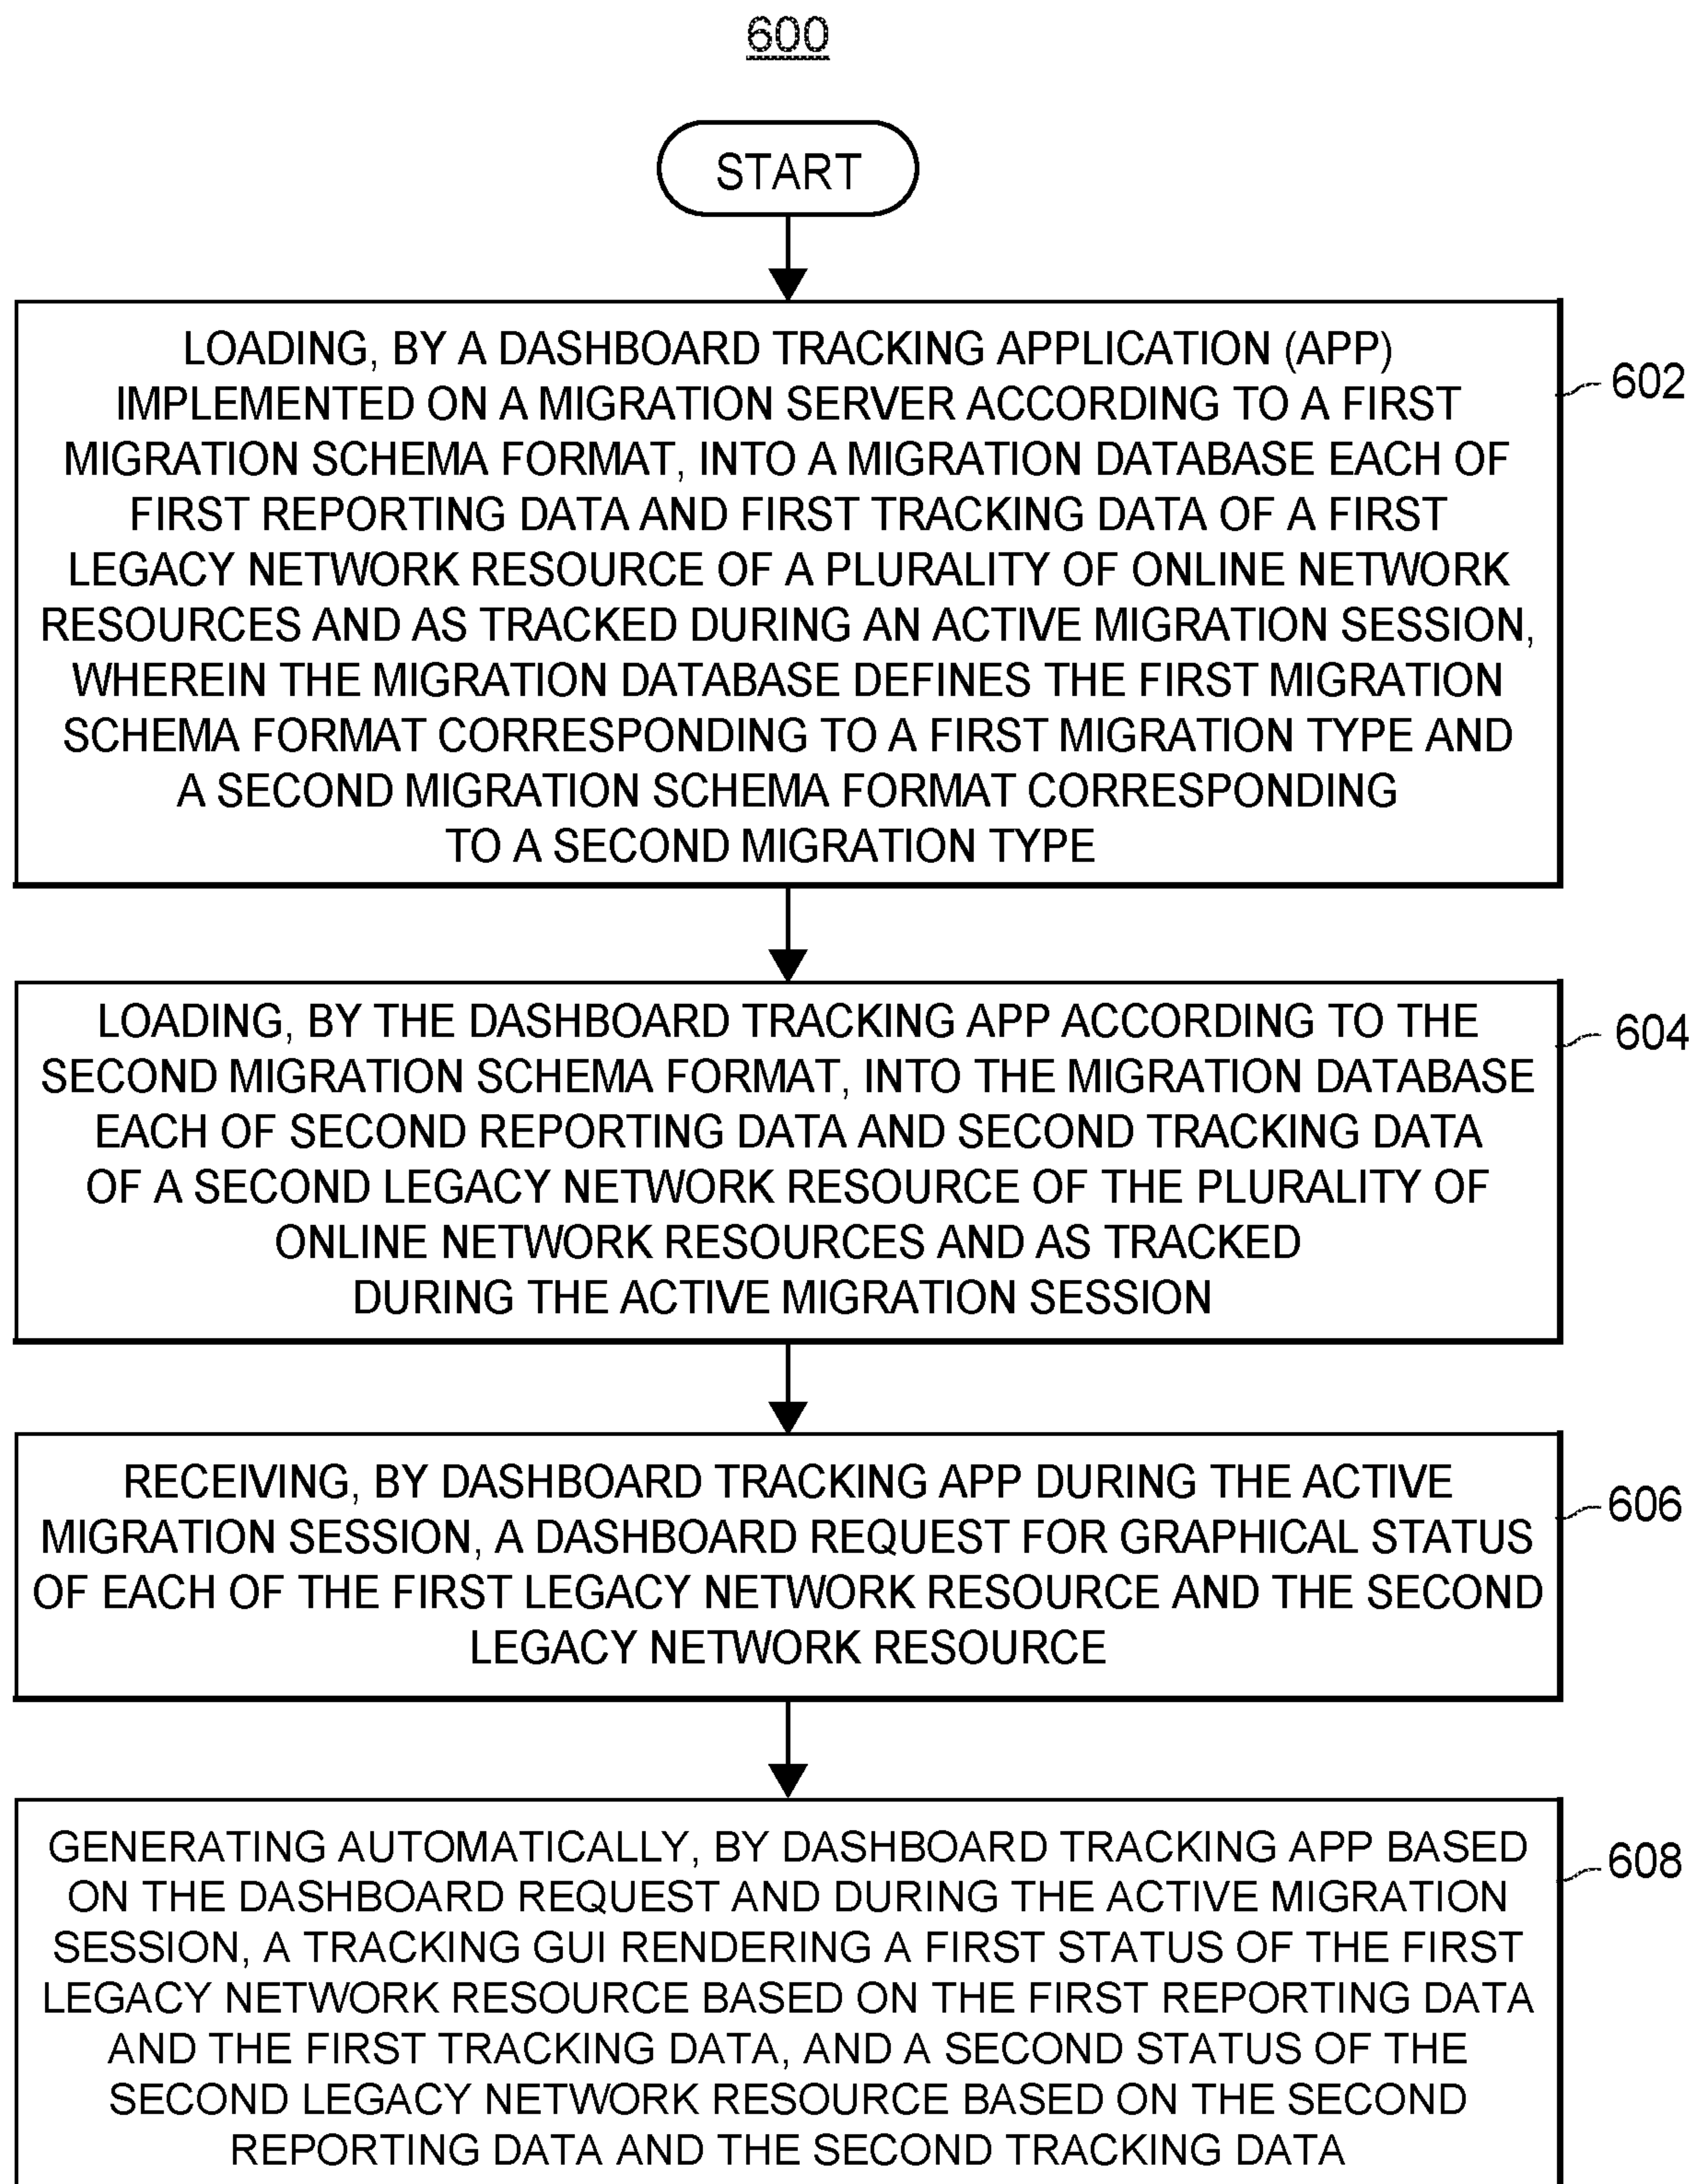 600
START
LOADING, BY A DASHBOARD TRACKING APPLICATION (APP)
IMPLEMENTED ON A MIGRATION SERVER ACCORDING TO A FIRST
MIGRATION SCHEMA FORMAT, INTO A MIGRATION DATABASE EACH OF
FIRST REPORTING DATA AND FIRST TRACKING DATA OF A FIRST
LEGACY NETWORK RESOURCE OF A PLURALITY OF ONLINE NETWORK
RESOURCES AND AS TRACKED DURING AN ACTIVE MIGRATION SESSION,
WHEREIN THE MIGRATION DATABASE DEFINES THE FIRST MIGRATION
SCHEMA FORMAT CORRESPONDING TO A FIRST MIGRATION TYPE AND
A SECOND MIGRATION SCHEMA FORMAT CORRESPONDING
TO A SECOND MIGRATION TYPE
602
LOADING, BY THE DASHBOARD TRACKING APP ACCORDING TO THE
SECOND MIGRATION SCHEMA FORMAT, INTO THE MIGRATION DATABASE
EACH OF SECOND REPORTING DATA AND SECOND TRACKING DATA
OF A SECOND LEGACY NETWORK RESOURCE OF THE PLURALITY OF
ONLINE NETWORK RESOURCES AND AS TRACKED
DURING THE ACTIVE MIGRATION SESSION
604
RECEIVING, BY DASHBOARD TRACKING APP DURING THE ACTIVE
MIGRATION SESSION, A DASHBOARD REQUEST FOR GRAPHICAL STATUS
OF EACH OF THE FIRST LEGACY NETWORK RESOURCE AND THE SECOND
LEGACY NETWORK RESOURCE
606
GENERATING AUTOMATICALLY, BY DASHBOARD TRACKING APP BASED
ON THE DASHBOARD REQUEST AND DURING THE ACTIVE MIGRATION
SESSION, A TRACKING GUI RENDERING A FIRST STATUS OF THE FIRST
LEGACY NETWORK RESOURCE BASED ON THE FIRST REPORTING DATA
AND THE FIRST TRACKING DATA, AND A SECOND STATUS OF THE
SECOND LEGACY NETWORK RESOURCE BASED ON THE SECOND
REPORTING DATA AND THE SECOND TRACKING DATA
608